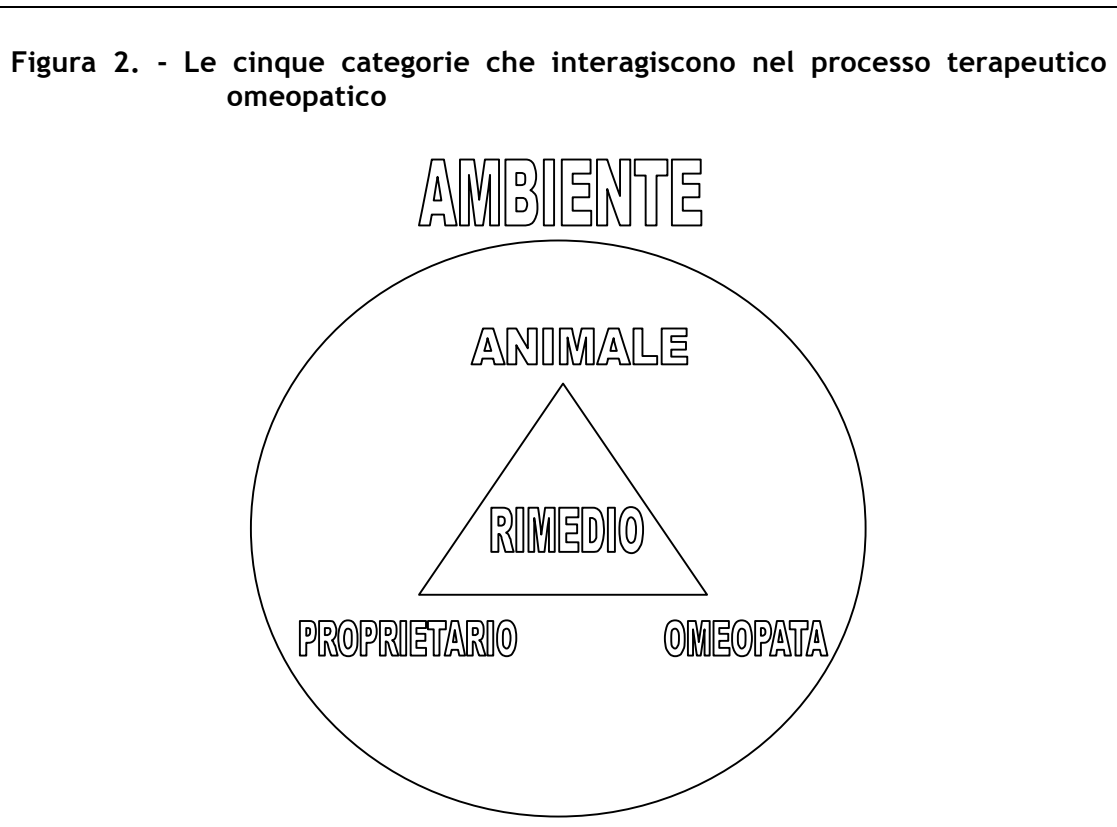 Figura 2. - Le cinque categorie che interagiscono nel processo terapeutico
omeopatico
AMBIENTE
ANIMALE
RIMEDIO
PROPRIETARIO OMEOPATA